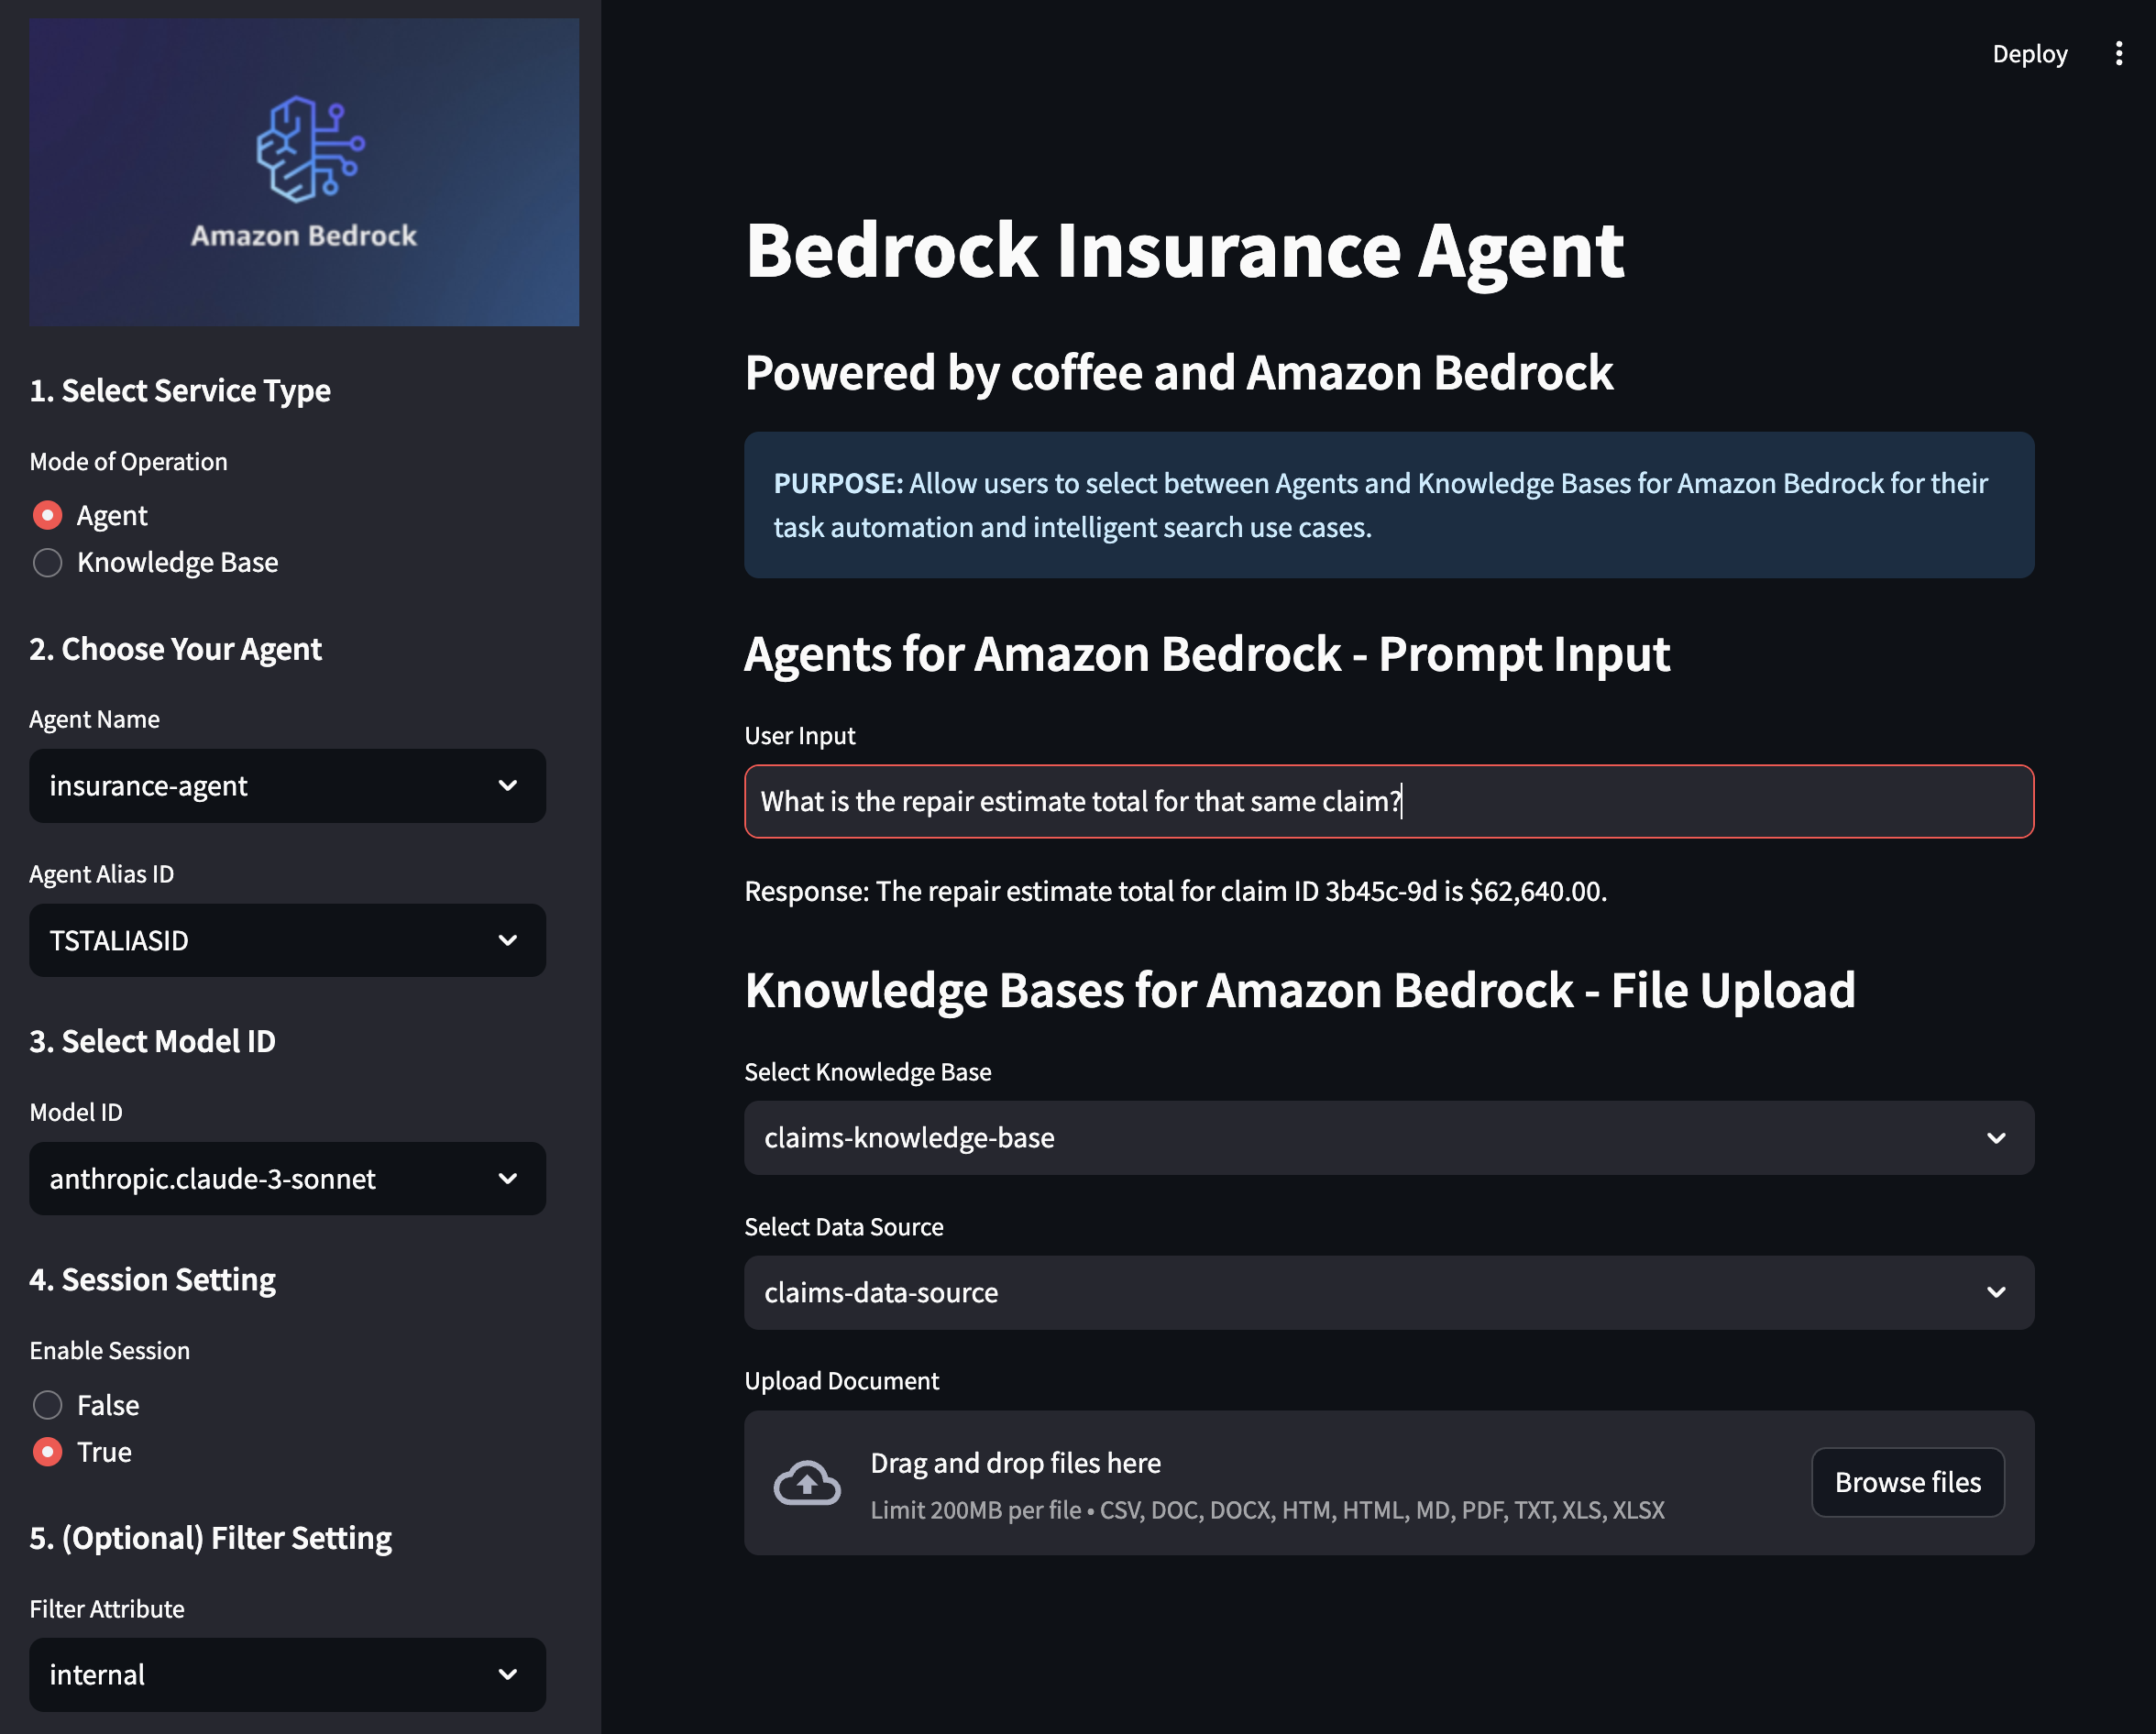 Amazon Bedrock
1. Select Service Type
Mode of Operation
Agent
Knowledge Base
2. Choose Your Agent
Agent Name
insurance-agent
Agent Alias ID
TSTALIASID
3. Select Model ID
Model ID
anthropic.claude-3-sonnet
4. Session Setting
Enable Session
False
True
5. (Optional) Filter Setting
Filter Attribute
internal
Deploy
Bedrock Insurance Agent
Powered by coffee and Amazon Bedrock
PURPOSE: Allow users to select between Agents and Knowledge Bases for Amazon Bedrock for their
task automation and intelligent search use cases.
Agents for Amazon Bedrock - Prompt Input
User Input
What is the repair estimate total for that same claim?
Response: The repair estimate total for claim ID 3b45c-9d is $62,640.00.
Knowledge Bases for Amazon Bedrock - File Upload
Select Knowledge Base
claims-knowledge-base
Select Data Source
claims-data-source
Upload Document
Drag and drop files here
Limit 200MB per file • CSV, DOC, DOCX, HTM, HTML, MD, PDF, TXT, XLS, XLSX
Browse files